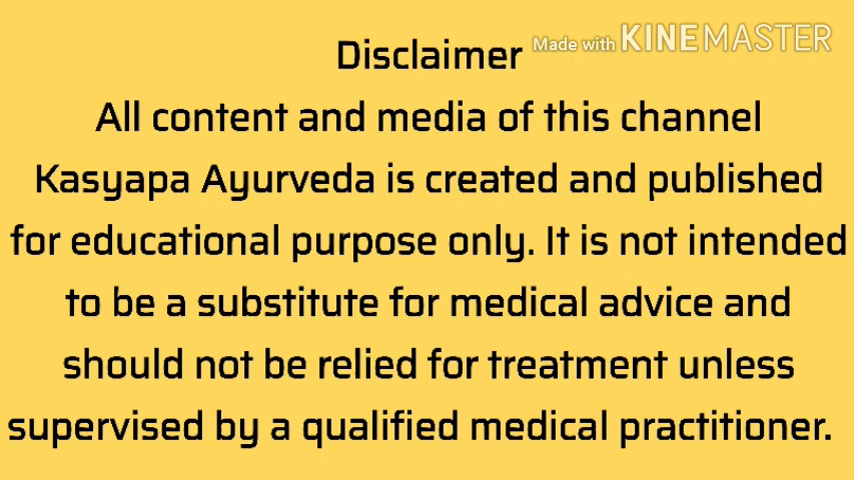 Disclaimer
Made with KINEMASTER
All content and media of this channel
Kasyapa Ayurveda is created and published
for educational purpose only. It is not intended
to be a substitute for medical advice and
should not be relied for treatment unless
supervised by a qualified medical practitioner.